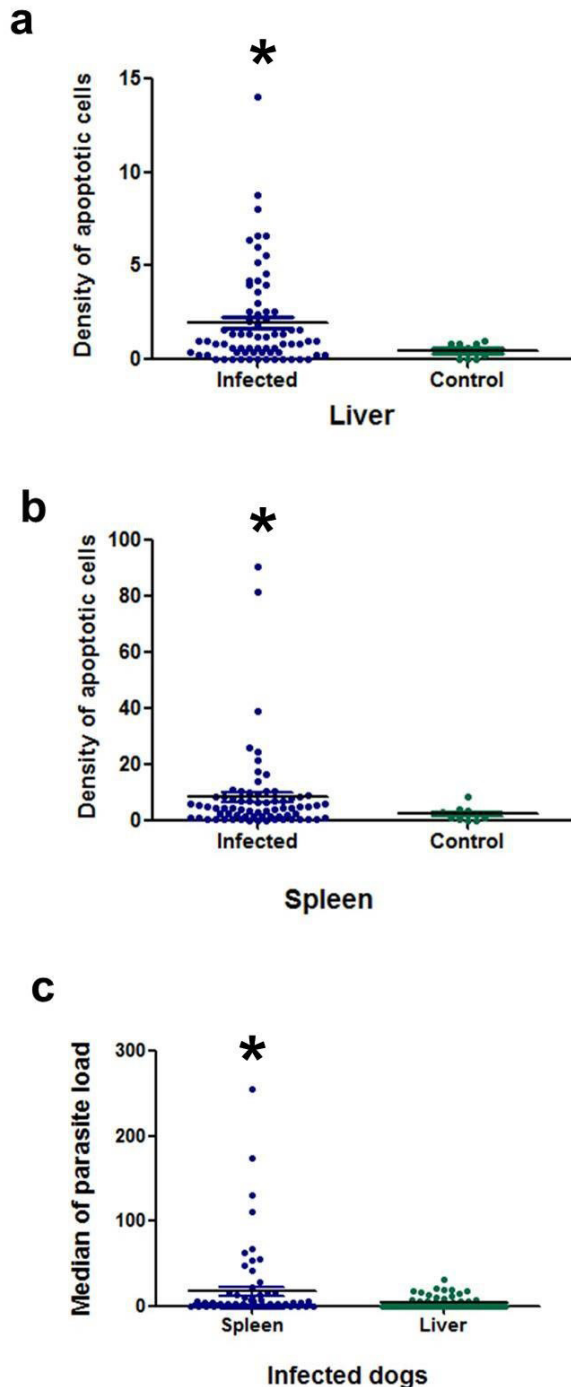 a
*
Density of apoptotic cells
15
10
5
0
Infected
Control
Liver
b
*
Density of apoptotic cells
100
80
60
40
20
0
Infected
Control
Spleen
c
*
Median of parasite load
300
200
100
0
Spleen
Liver
Infected dogs